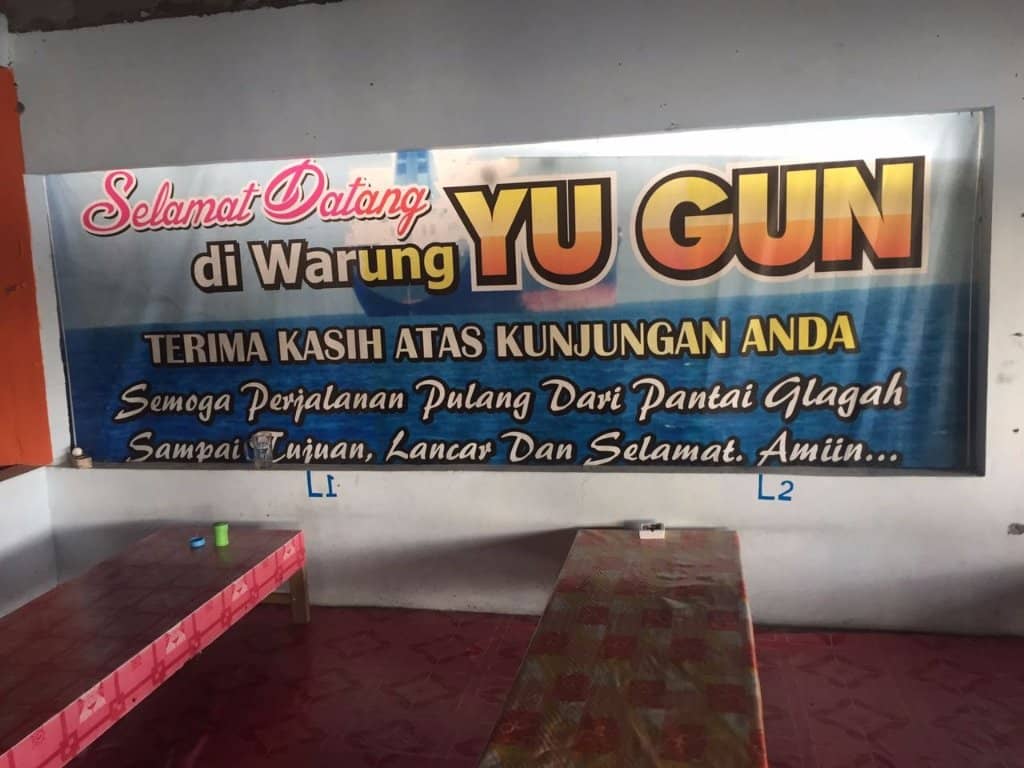 Selamat Datang
di Warung YU GUN
TERIMA KASIH ATAS KUNJUNGAN ANDA
Semoga Perjalanan Pulang Dari Pantai Glagah
Sampai Tujuan, Lancar Dan Selamat. Amiin...
L1
L2